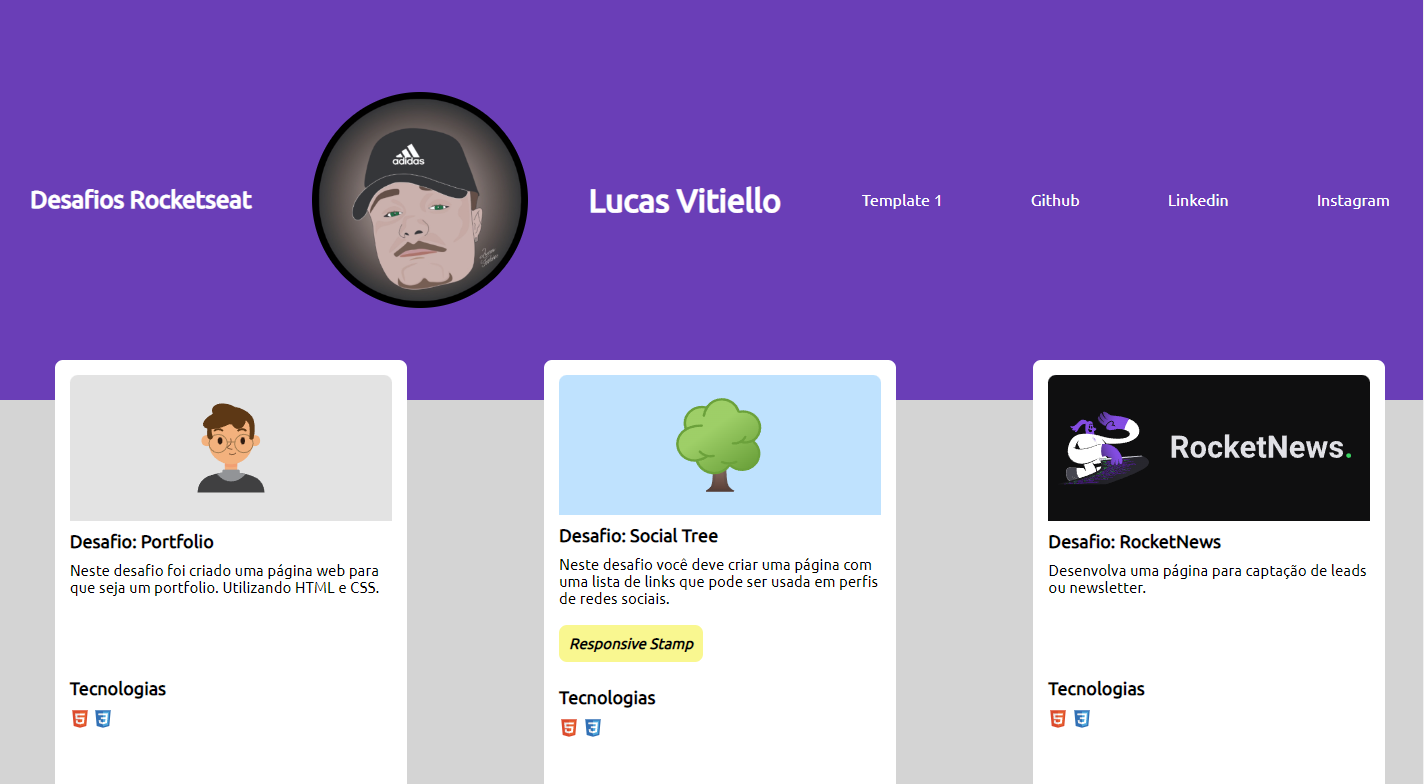 Desafios Rocketseat
adidas
Lucas Vitiello
Template 1
Github
Linkedin
Instagram
Desafio: Portfolio
Neste desafio foi criado uma página web para
que seja um portfolio. Utilizando HTML e CSS.
Tecnologias
5 3
Desafio: Social Tree
Neste desafio você deve criar uma página com
uma lista de links que pode ser usada em perfis
de redes sociais.
Responsive Stamp
Tecnologias
5 3
RocketNews.
Desafio: RocketNews
Desenvolva uma página para captação de leads
ou newsletter.
Tecnologias
5 3